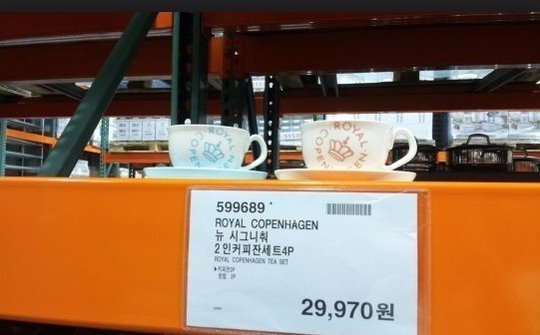 ROYAL COPENHAGEN
ROYAL COPEN
599689 *
ROYAL COPENHAGEN
뉴 시그니춰
2인커피잔세트4P
ROYAL COPENHAGEN TEA SET
29,970원